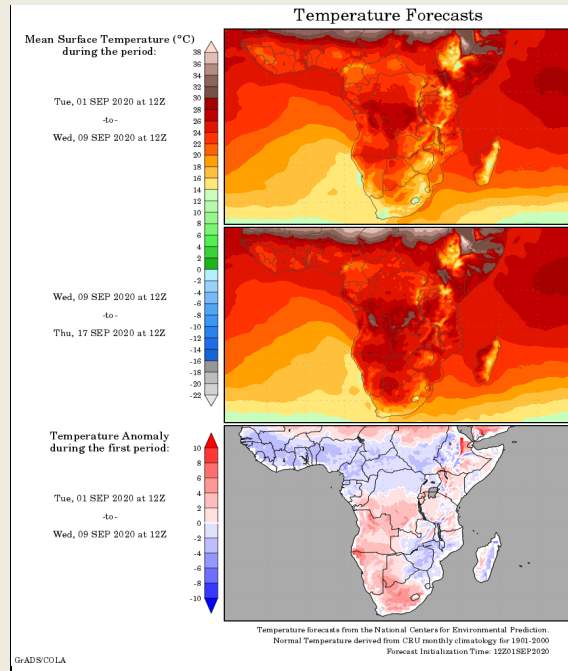 Temperature Forecasts
Mean Surface Temperature (°C)
during the period:
Tue, 01 SEP 2020 at 12Z
-to-
Wed, 09 SEP 2020 at 12Z
38
36
34
32
30
28
26
24
22
20
18
16
14
12
10
8
6
4
2
0
-2
-4
-6
-8
-10
-12
-14
-16
-18
-20
-22
Wed, 09 SEP 2020 at 12Z
-to-
Thu, 17 SEP 2020 at 12Z
Temperature Anomaly
during the first period:
Tue, 01 SEP 2020 at 12Z
-to-
Wed, 09 SEP 2020 at 12Z
10
8
6
4
2
0
-2
-4
-6
-8
-10
Temperature forecasts from the National Centers for Environmental Prediction.
Normal Temperature derived from CRU monthly climatology for 1901-2000
Forecast Initialization Time: 12Z01SEP2020
GrADS/COLA